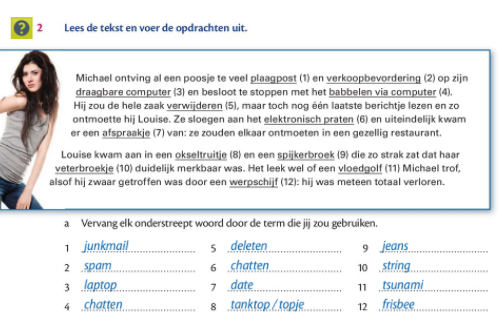 2 Lees de tekst en voer de opdrachten uit.
Michael ontving al een poosje te veel plaagpost (1) en verkoopbevordering (2) op zijn
draagbare computer (3) en besloot te stoppen met het babbelen via computer (4).
Hij zou de hele zaak verwijderen (5), maar toch nog één laatste berichtje lezen en zo
ontmoette hij Louise. Ze sloegen aan het elektronisch praten (6) en uiteindelijk kwam
er een afspraakje (7) van: ze zouden elkaar ontmoeten in een gezellig restaurant.
Louise kwam aan in een okseltruitje (8) en een spijkerbroek (9) die zo strak zat dat haar
veterbroekje (10) duidelijk merkbaar was. Het leek wel of een vloedgolf (11) Michael trof,
alsof hij zwaar getroffen was door een werpschijf (12): hij was meteen totaal verloren.
a Vervang elk onderstreept woord door de term die jij zou gebruiken.
1 junkmail 5 deleten 9 jeans
2 spam 6 chatten 10 string
3 laptop 7 date 11 tsunami
4 chatten 8 tanktop / topje 12 frisbee